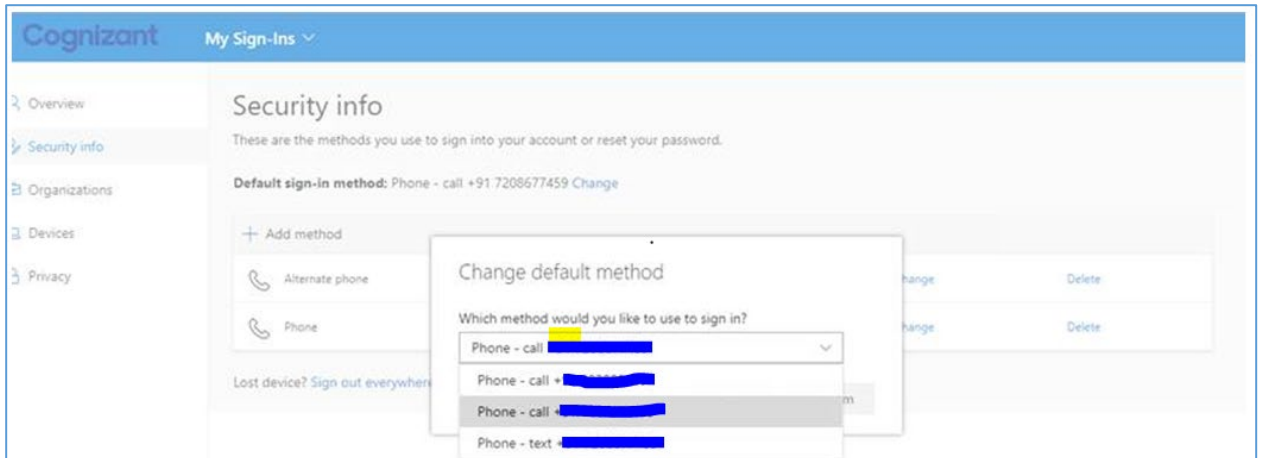 Cognizant
My Sign-Ins
Overview
Security info
Organizations
Devices
Privacy
Security info
These are the methods you use to sign into your account or reset your password.
Default sign-in method: Phone - call +91 7208677459 Change
+ Add method
Alternate phone
hange
Delete
Phone
hange
Delete
Lost device? Sign out everywher
Change default method
Which method would you like to use to sign in?
Phone - call
Phone - call +
Phone - call +
Phone - text +
m